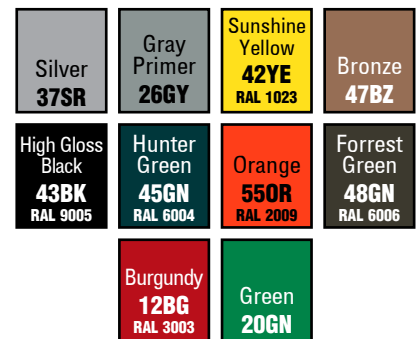 Silver
37SR
Gray
Primer
26GY
Sunshine
Yellow
42YE
RAL 1023
Bronze
47BZ
High Gloss
Black
43BK
RAL 9005
Hunter
Green
45GN
RAL 6004
Orange
550R
RAL 2009
Forrest
Green
48GN
RAL 6006
Burgundy
12BG
RAL 3003
Green
20GN